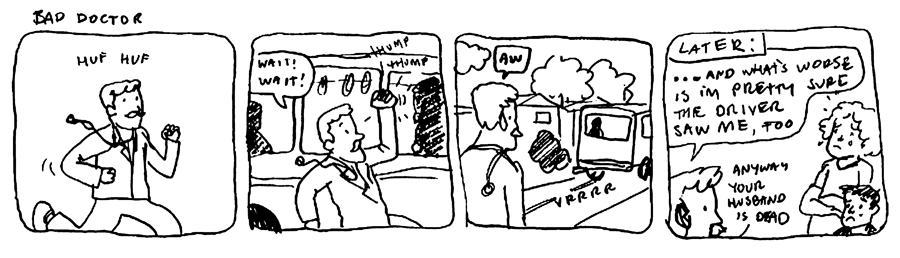 BAD DOCTOR
HUF HUF
WAIT!
WAIT!
THUMP
THUMP
AW
VRRRR
LATER:
... AND WHAT'S WORSE
IS I'M PRETTY SURE
THE DRIVER
SAW ME, TOO
ANYWAY
YOUR
HUSBAND
IS DEAD